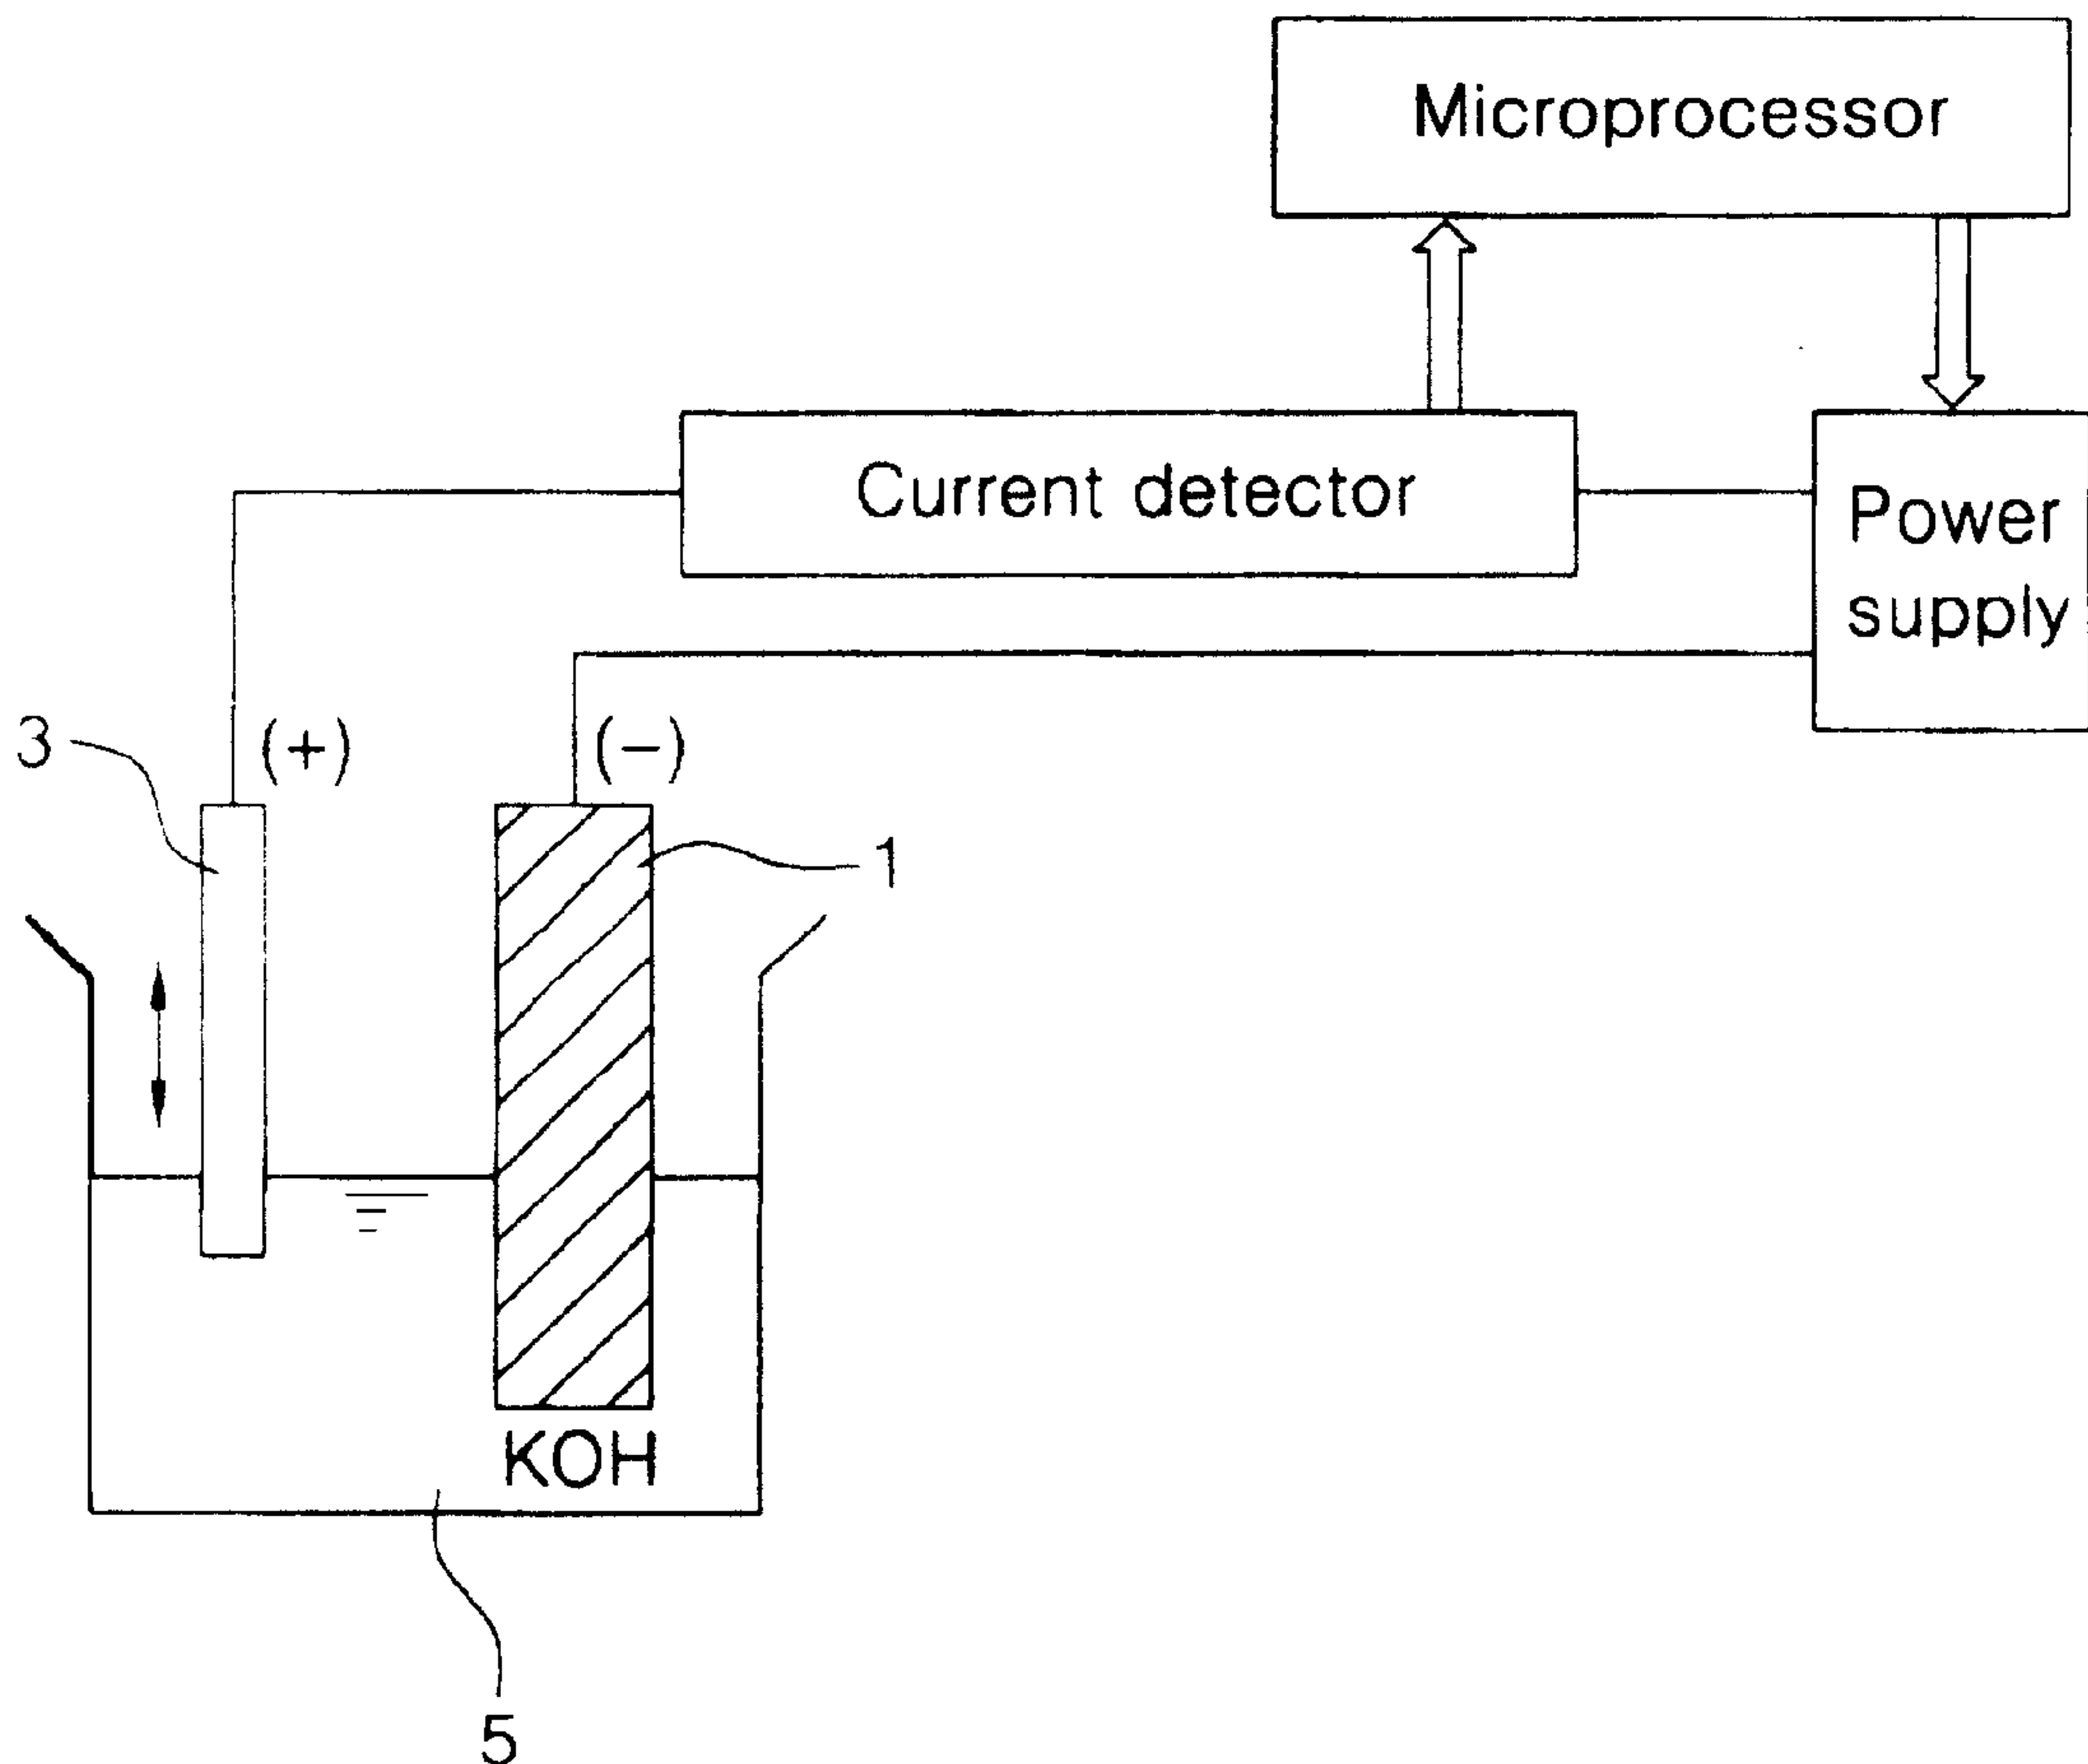 Microprocessor
Current detector
Power
supply
3
(+)
(−)
1
KOH
5